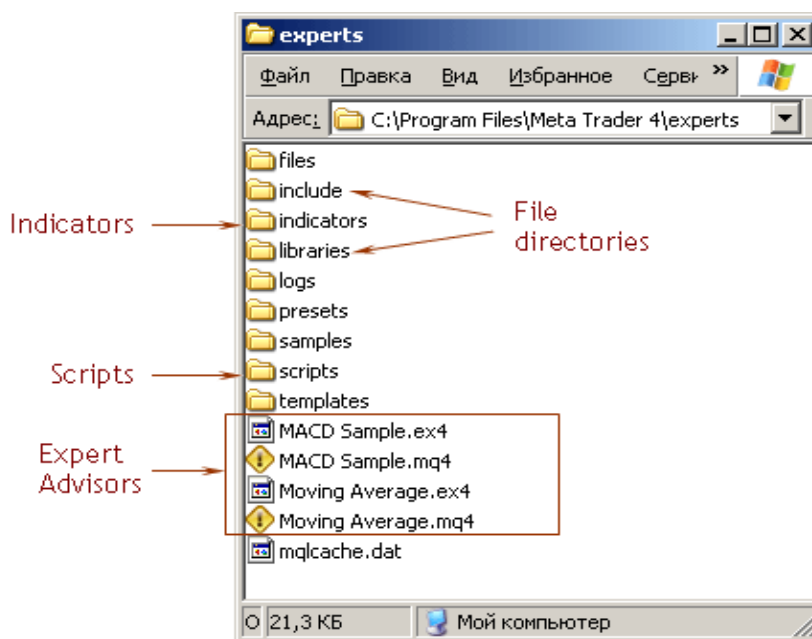 experts
Файл Правка Вид Избранное Серви »
Адрес: C:\Program Files\Meta Trader 4\experts
files
include
Indicators
indicators
File
directories
libraries
logs
presets
samples
Scripts
scripts
templates
Expert
Advisors
MACD Sample.ex4
MACD Sample.mq4
Moving Average.ex4
Moving Average.mq4
mqlcache.dat
О 21,3 КБ Мой компьютер